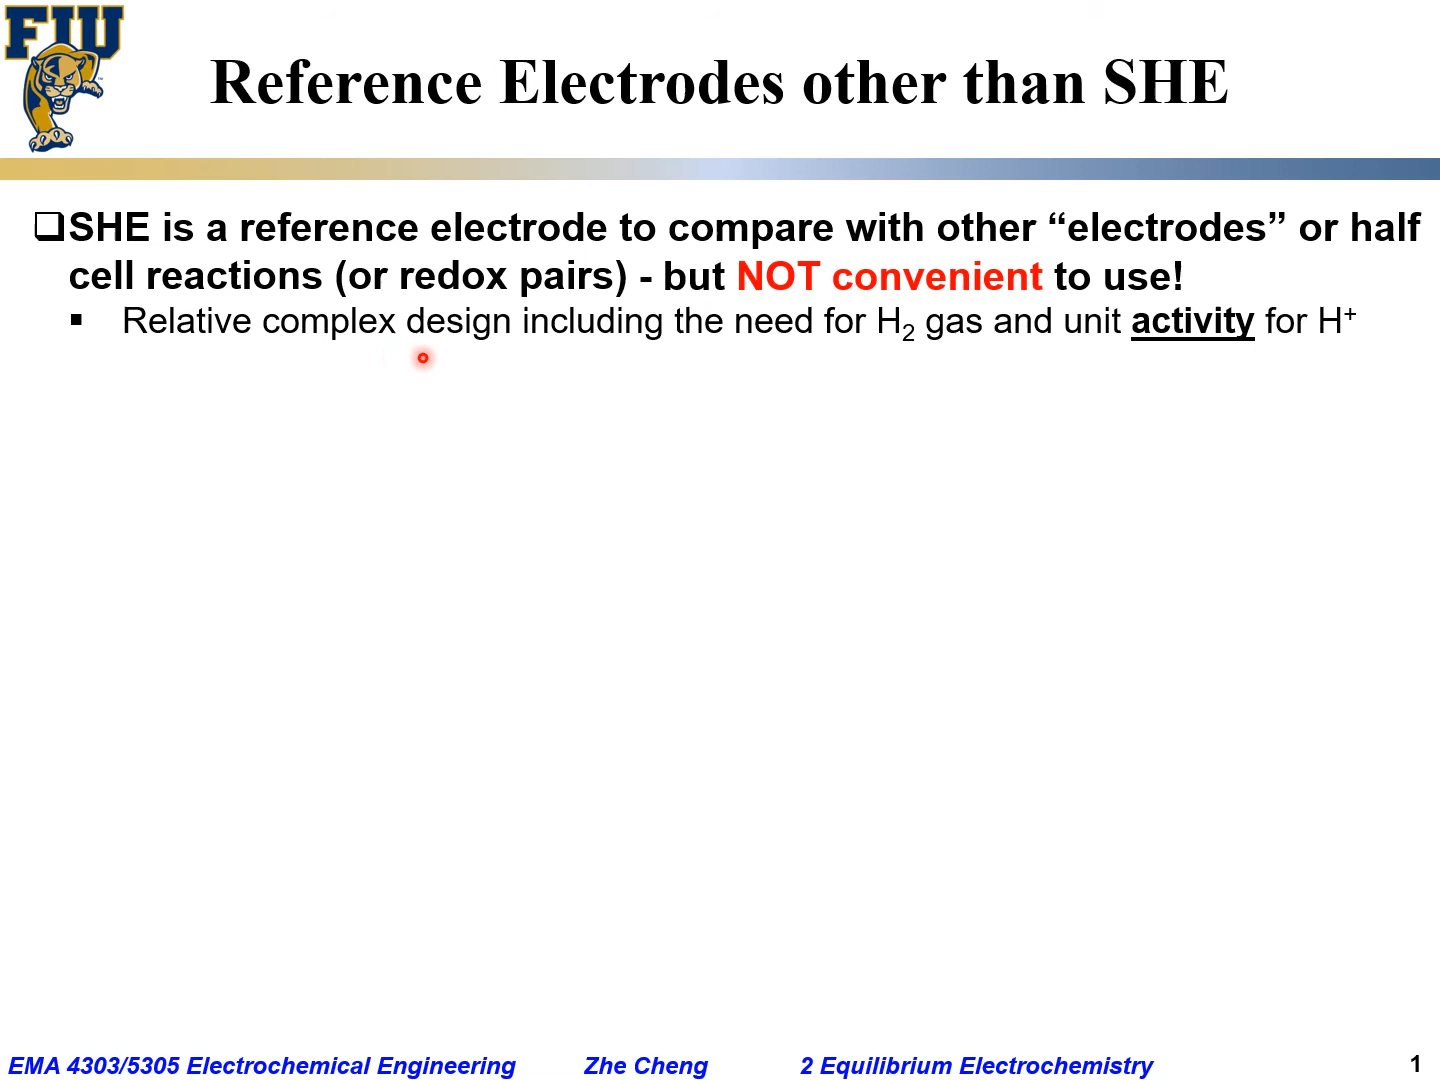 FIU
Reference Electrodes other than SHE
❑SHE is a reference electrode to compare with other “electrodes” or half
cell reactions (or redox pairs) - but NOT convenient to use!
▪ Relative complex design including the need for H₂ gas and unit activity for H⁺
EMA 4303/5305 Electrochemical Engineering Zhe Cheng 2 Equilibrium Electrochemistry 1